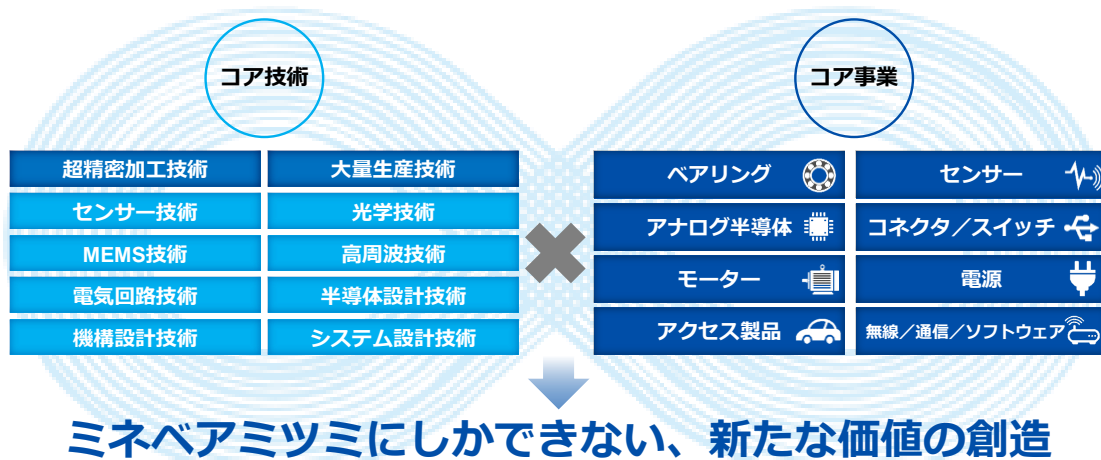 コア技術
超精密加工技術
大量生産技術
センサー技術
光学技術
MEMS技術
高周波技術
電気回路技術
半導体設計技術
機構設計技術
システム設計技術
コア事業
ベアリング
センサー
アナログ半導体
コネクタ／スイッチ
モーター
電源
アクセス製品
無線／通信／ソフトウェア
ミネベアミツミにしかできない、新たな価値の創造